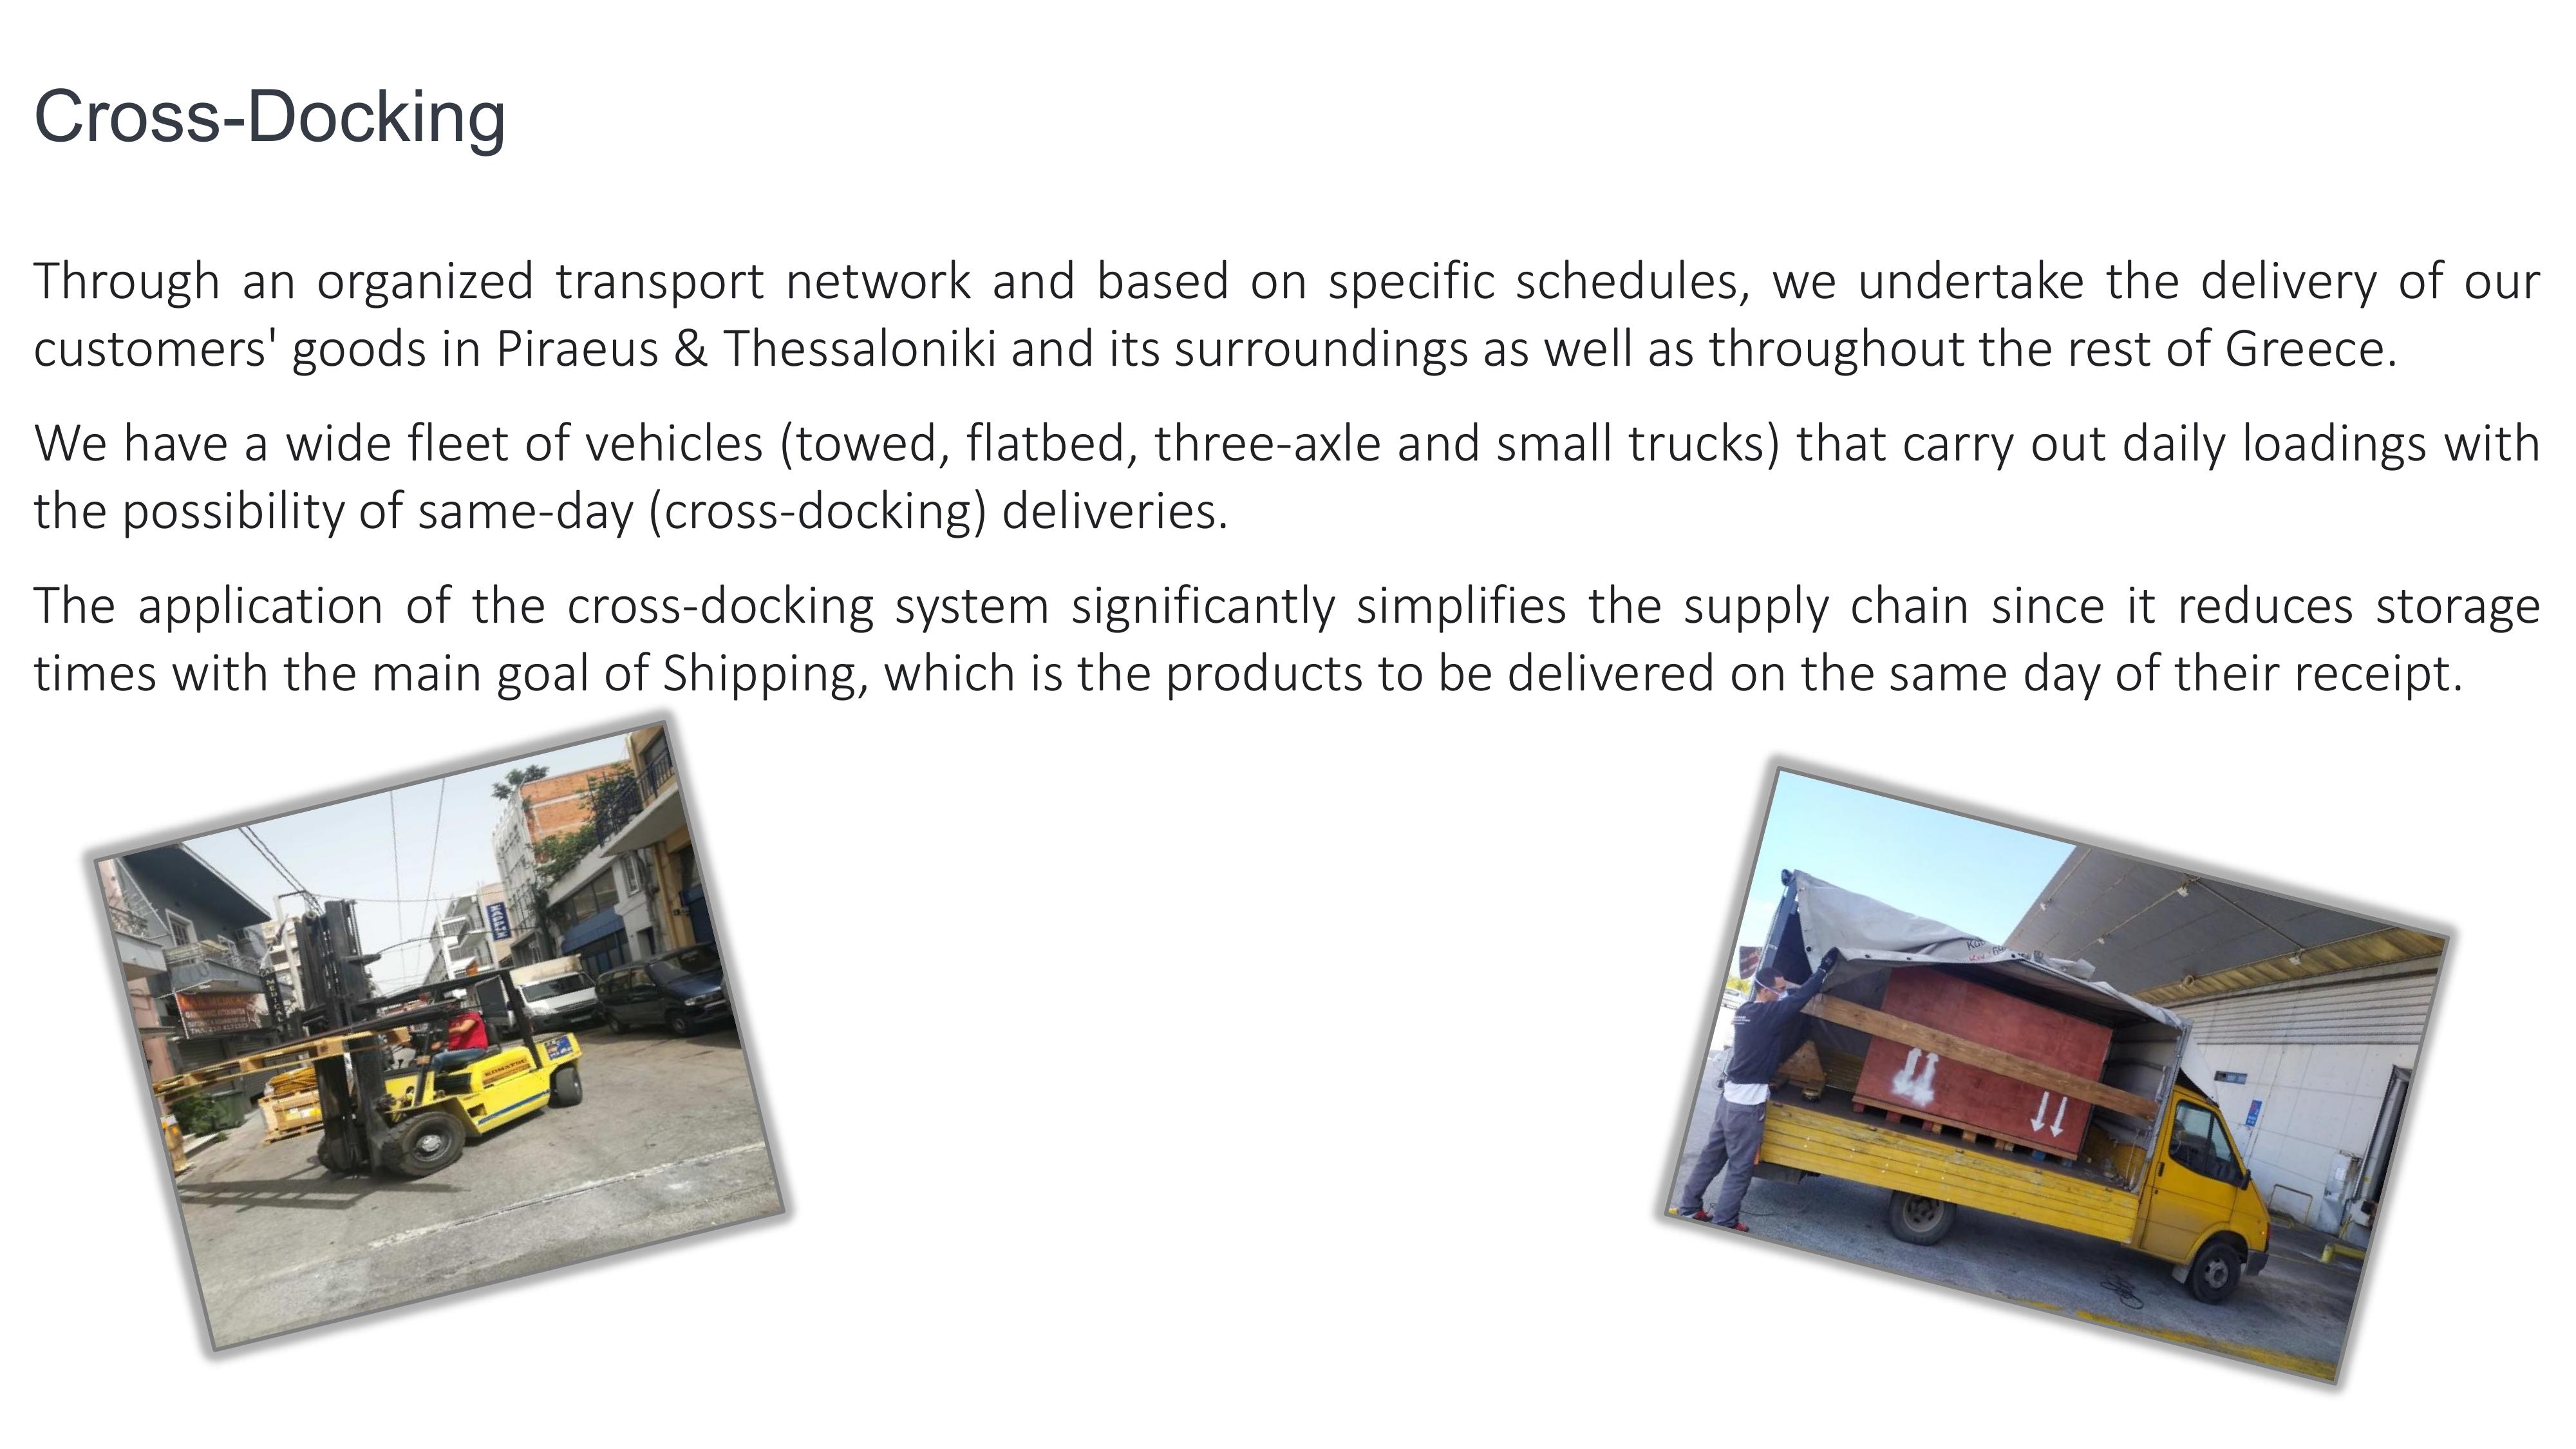 Cross-Docking
Through an organized transport network and based on specific schedules, we undertake the delivery of our
customers' goods in Piraeus & Thessaloniki and its surroundings as well as throughout the rest of Greece.
We have a wide fleet of vehicles (towed, flatbed, three-axle and small trucks) that carry out daily loadings with
the possibility of same-day (cross-docking) deliveries.
The application of the cross-docking system significantly simplifies the supply chain since it reduces storage
times with the main goal of Shipping, which is the products to be delivered on the same day of their receipt.
KOMATSU